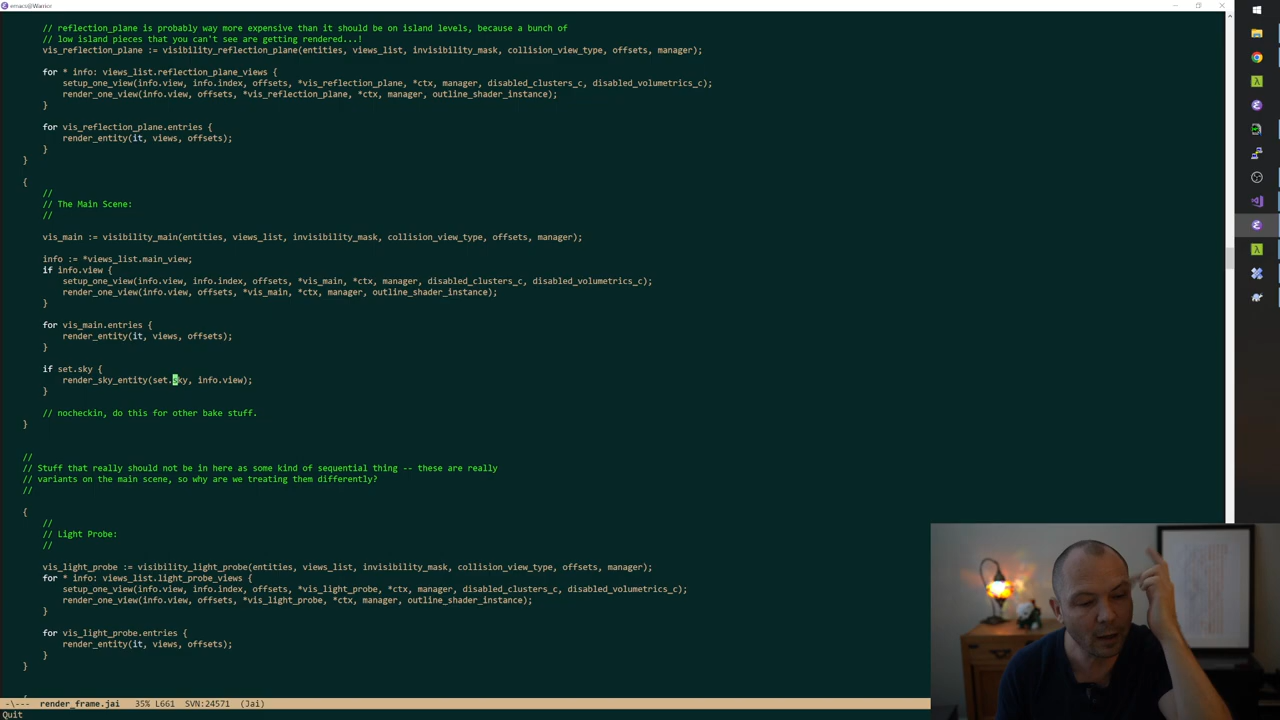 emacs@Warrior
// reflection_plane is probably way more expensive than it should be on island levels, because a bunch of
// low island pieces that you can't see are getting rendered...!
vis_reflection_plane := visibility_reflection_plane(entities, views_list, invisibility_mask, collision_view_type, offsets, manager);
for * info: views_list.reflection_plane_views {
setup_one_view(info.view, info.index, offsets, *vis_reflection_plane, *ctx, manager, disabled_clusters_c, disabled_volumetrics_c);
render_one_view(info.view, offsets, *vis_reflection_plane, *ctx, manager, outline_shader_instance);
}
for vis_reflection_plane.entries {
render_entity(it, views, offsets);
}
}
{
//
// The Main Scene:
//
vis_main := visibility_main(entities, views_list, invisibility_mask, collision_view_type, offsets, manager);
info := *views_list.main_view;
if info.view {
setup_one_view(info.view, info.index, offsets, *vis_main, *ctx, manager, disabled_clusters_c, disabled_volumetrics_c);
render_one_view(info.view, offsets, *vis_main, *ctx, manager, outline_shader_instance);
}
for vis_main.entries {
render_entity(it, views, offsets);
}
if set.sky {
render_sky_entity(set.sky, info.view);
}
// nocheckin, do this for other bake stuff.
}
//
// Stuff that really should not be in here as some kind of sequential thing -- these are really
// variants on the main scene, so why are we treating them differently?
//
{
//
// Light Probe:
//
vis_light_probe := visibility_light_probe(entities, views_list, invisibility_mask, collision_view_type, offsets, manager);
for * info: views_list.light_probe_views {
setup_one_view(info.view, info.index, offsets, *vis_light_probe, *ctx, manager, disabled_clusters_c, disabled_volumetrics_c);
render_one_view(info.view, offsets, *vis_light_probe, *ctx, manager, outline_shader_instance);
}
for vis_light_probe.entries {
render_entity(it, views, offsets);
}
}
-\--- render_frame.jai 35% L661 SVN:24571 (Jai)
Quit